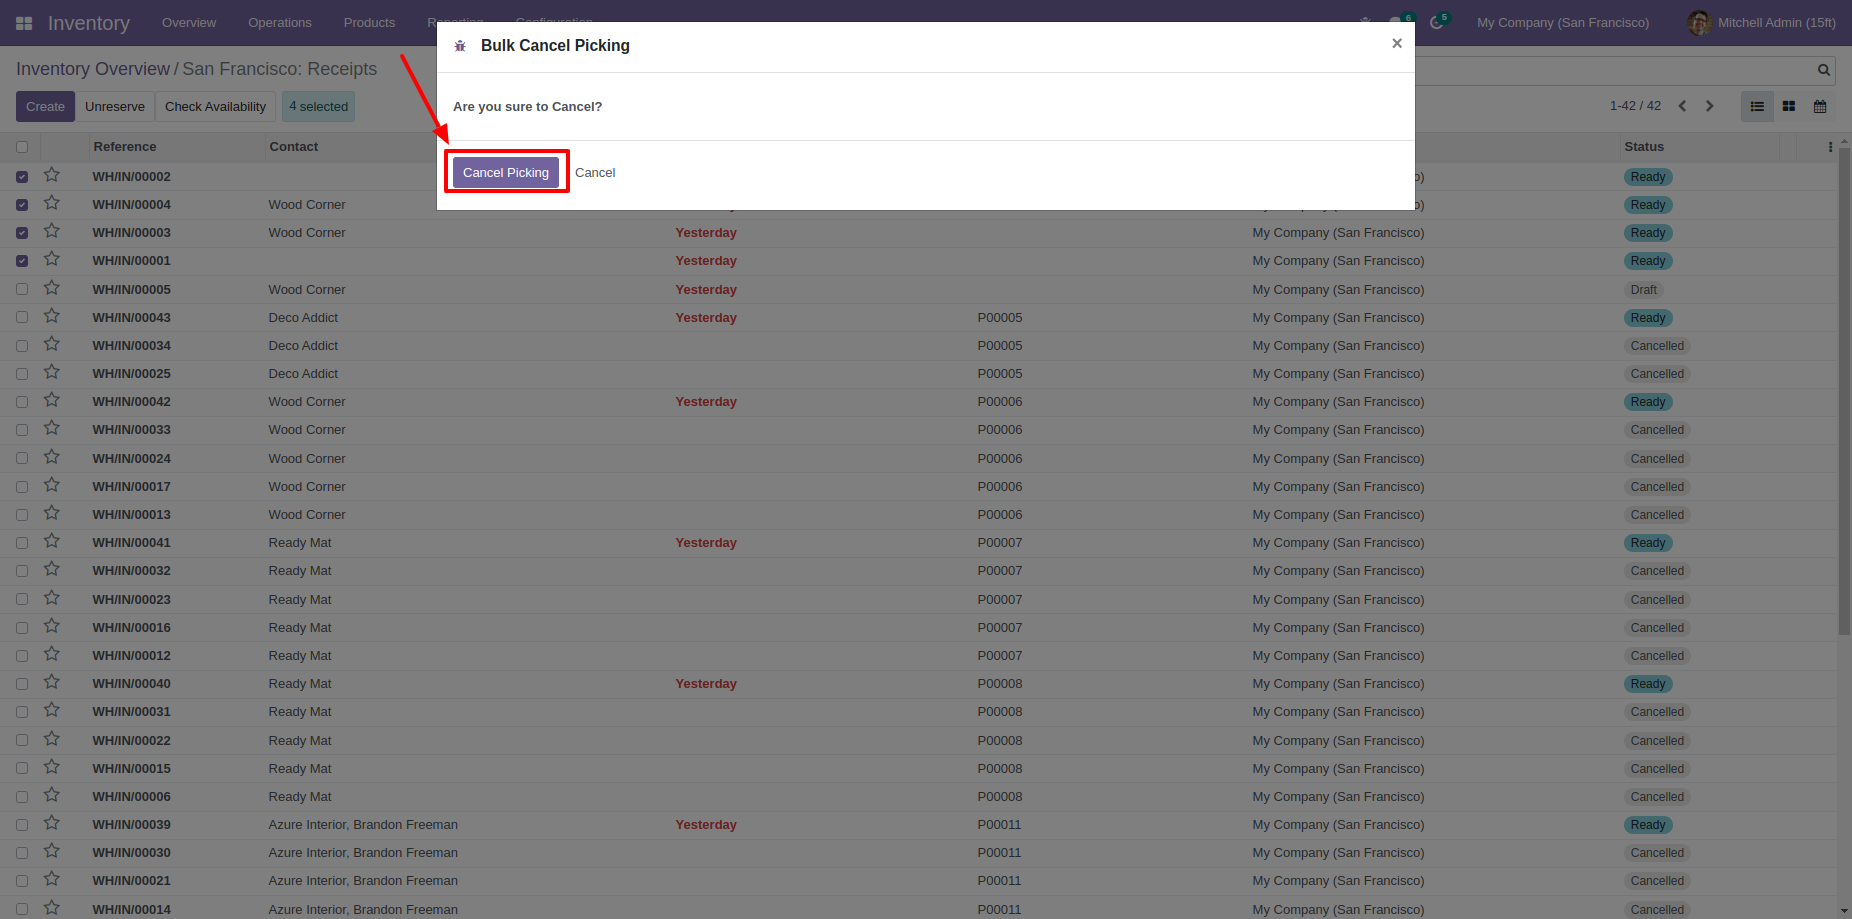 Inventory Overview Operations Products Reporting Configuration 6 5 My Company (San Francisco) Mitchell Admin (15ft)
Bulk Cancel Picking ×
Inventory Overview / San Francisco: Receipts
Create Unreserve Check Availability 4 selected
1-42 / 42
Are you sure to Cancel?
Cancel Picking Cancel
Reference Contact Status
WH/IN/00002 Ready
WH/IN/00004 Wood Corner My Company (San Francisco) Ready
WH/IN/00003 Wood Corner Yesterday My Company (San Francisco) Ready
WH/IN/00001 Yesterday My Company (San Francisco) Ready
WH/IN/00005 Wood Corner Yesterday My Company (San Francisco) Draft
WH/IN/00043 Deco Addict Yesterday P00005 My Company (San Francisco) Ready
WH/IN/00034 Deco Addict P00005 My Company (San Francisco) Cancelled
WH/IN/00025 Deco Addict P00005 My Company (San Francisco) Cancelled
WH/IN/00042 Wood Corner Yesterday P00006 My Company (San Francisco) Ready
WH/IN/00033 Wood Corner P00006 My Company (San Francisco) Cancelled
WH/IN/00024 Wood Corner P00006 My Company (San Francisco) Cancelled
WH/IN/00017 Wood Corner P00006 My Company (San Francisco) Cancelled
WH/IN/00013 Wood Corner P00006 My Company (San Francisco) Cancelled
WH/IN/00041 Ready Mat Yesterday P00007 My Company (San Francisco) Ready
WH/IN/00032 Ready Mat P00007 My Company (San Francisco) Cancelled
WH/IN/00023 Ready Mat P00007 My Company (San Francisco) Cancelled
WH/IN/00016 Ready Mat P00007 My Company (San Francisco) Cancelled
WH/IN/00012 Ready Mat P00007 My Company (San Francisco) Cancelled
WH/IN/00040 Ready Mat Yesterday P00008 My Company (San Francisco) Ready
WH/IN/00031 Ready Mat P00008 My Company (San Francisco) Cancelled
WH/IN/00022 Ready Mat P00008 My Company (San Francisco) Cancelled
WH/IN/00015 Ready Mat P00008 My Company (San Francisco) Cancelled
WH/IN/00006 Ready Mat P00008 My Company (San Francisco) Cancelled
WH/IN/00039 Azure Interior, Brandon Freeman Yesterday P00011 My Company (San Francisco) Ready
WH/IN/00030 Azure Interior, Brandon Freeman P00011 My Company (San Francisco) Cancelled
WH/IN/00021 Azure Interior, Brandon Freeman P00011 My Company (San Francisco) Cancelled
WH/IN/00014 Azure Interior, Brandon Freeman P00011 My Company (San Francisco) Cancelled